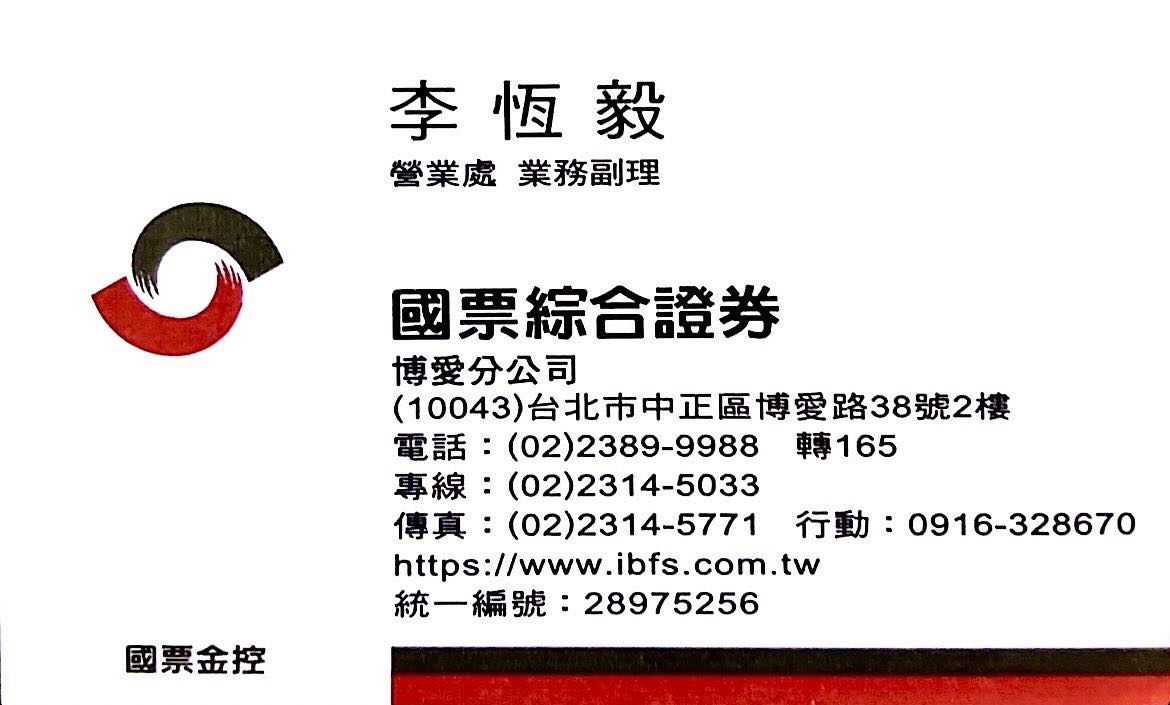 李恆毅
營業處 業務副理
國票綜合證券
博愛分公司
(10043)台北市中正區博愛路38號2樓
電話：(02)2389-9988 轉165
專線：(02)2314-5033
傳真：(02)2314-5771 行動：0916-328670
https://www.ibfs.com.tw
統一編號：28975256
國票金控